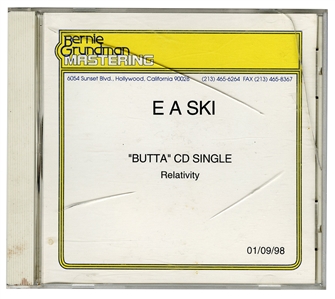 Bernie
Grundman
MASTERING
6054 Sunset Blvd., Hollywood, California 90028 (213) 465-6264 FAX (213) 465-8367
E A SKI
"BUTTA" CD SINGLE
Relativity
01/09/98